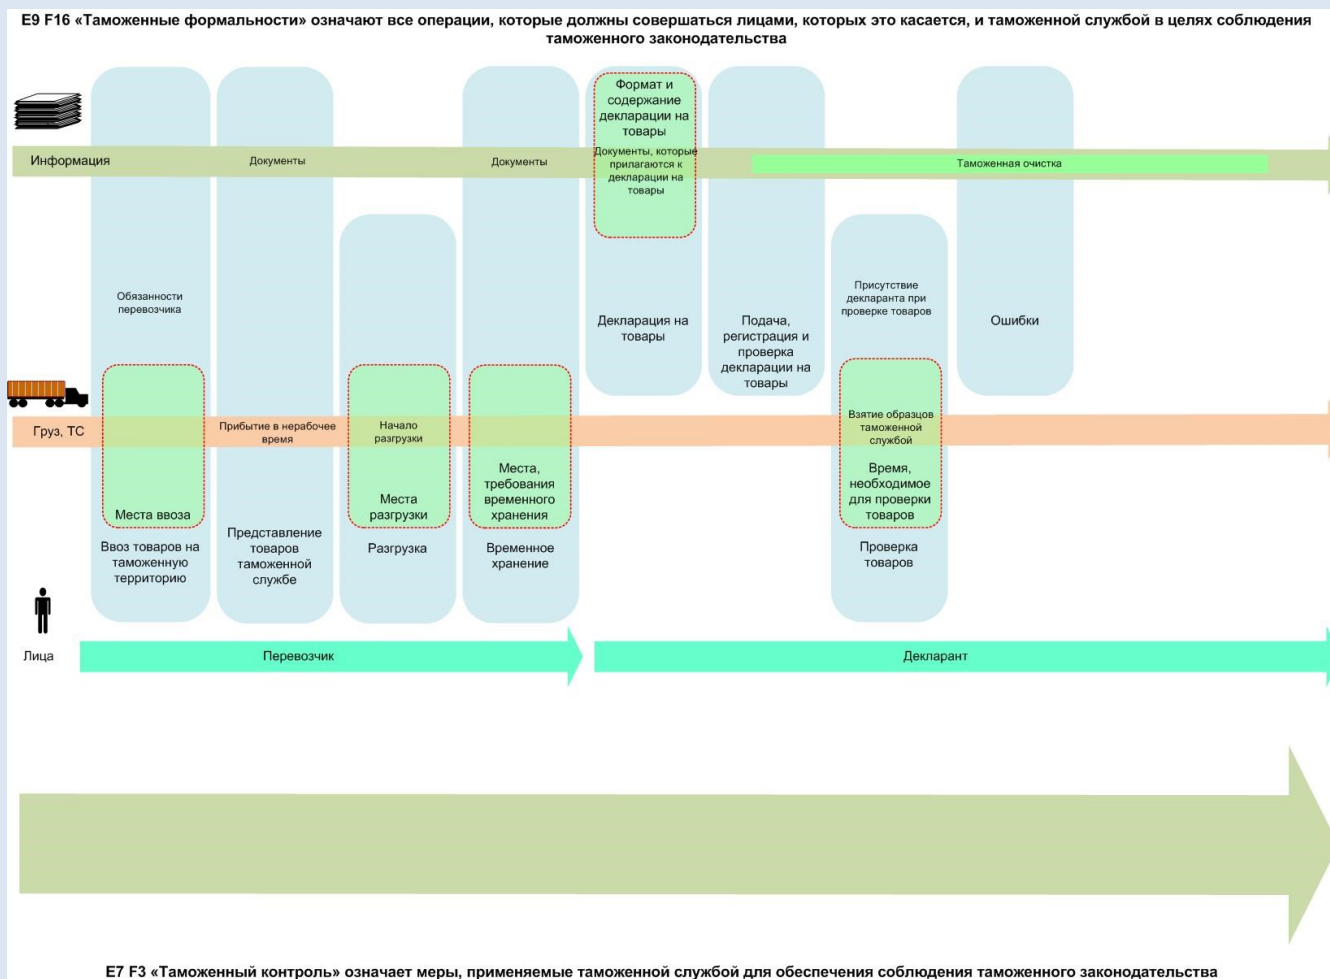 E9 F16 «Таможенные формальности» означают все операции, которые должны совершаться лицами, которых это касается, и таможенной службой в целях соблюдения
таможенного законодательства
Формат и
содержание
декларации на
товары
Информация
Документы
Документы
Документы, которые
прилагаются к
декларации на
товары
Таможенная очистка
Обязанности
перевозчика
Декларация на
товары
Подача,
регистрация и
проверка
декларации на
товары
Присутствие
декларанта при
проверке товаров
Ошибки
Груз, ТС
Прибытие в нерабочее
время
Начало
разгрузки
Взятие образцов
таможенной
службой
Места ввоза
Места
разгрузки
Места,
требования
временного
хранения
Время,
необходимое
для проверки
товаров
Ввоз товаров на
таможенную
территорию
Представление
товаров
таможенной
службе
Разгрузка
Временное
хранение
Проверка
товаров
Лица
Перевозчик
Декларант
E7 F3 «Таможенный контроль» означает меры, применяемые таможенной службой для обеспечения соблюдения таможенного законодательства